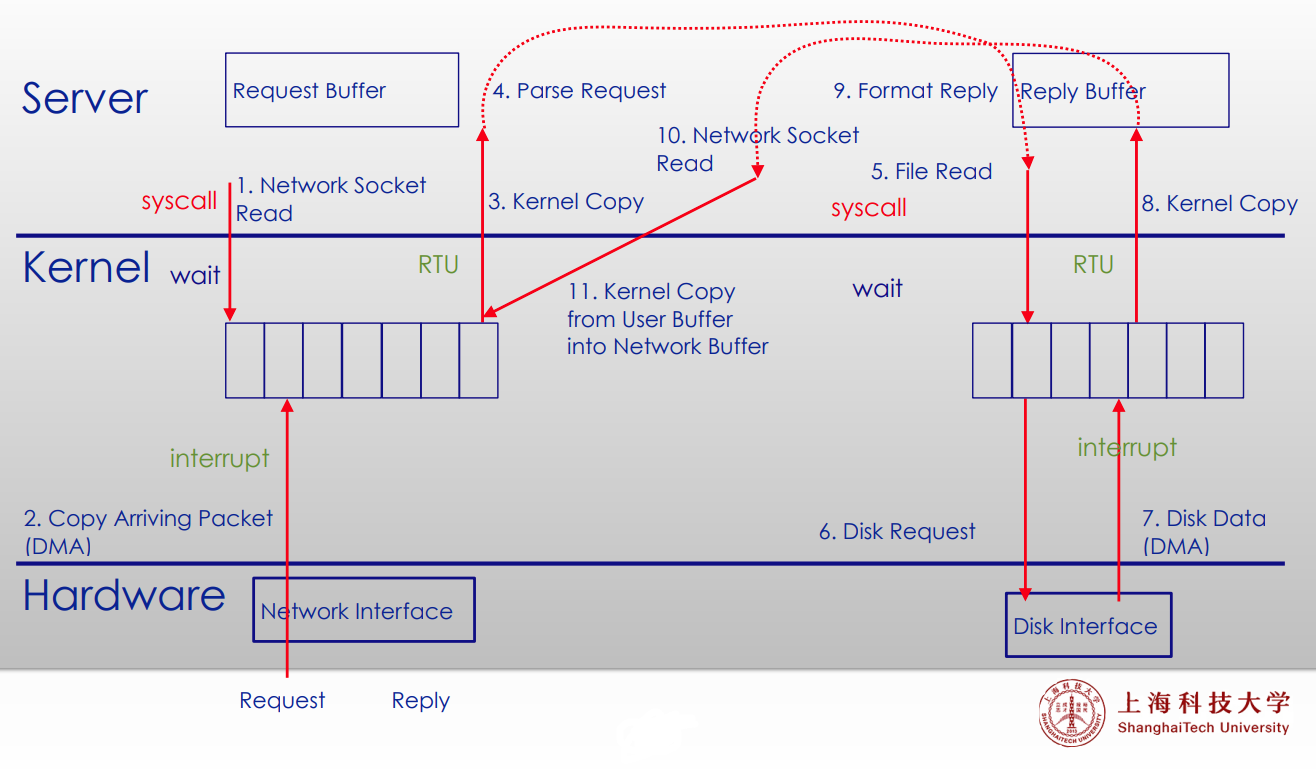 Server
Request Buffer
4. Parse Request
9. Format Reply
Reply Buffer
10. Network Socket
Read
5. File Read
syscall
1. Network Socket
Read
3. Kernel Copy
syscall
8. Kernel Copy
Kernel
wait
RTU
11. Kernel Copy
from User Buffer
into Network Buffer
wait
RTU
interrupt
interrupt
2. Copy Arriving Packet
(DMA)
6. Disk Request
7. Disk Data
(DMA)
Hardware
Network Interface
Disk Interface
Request
Reply
上海科技大学
ShanghaiTech University